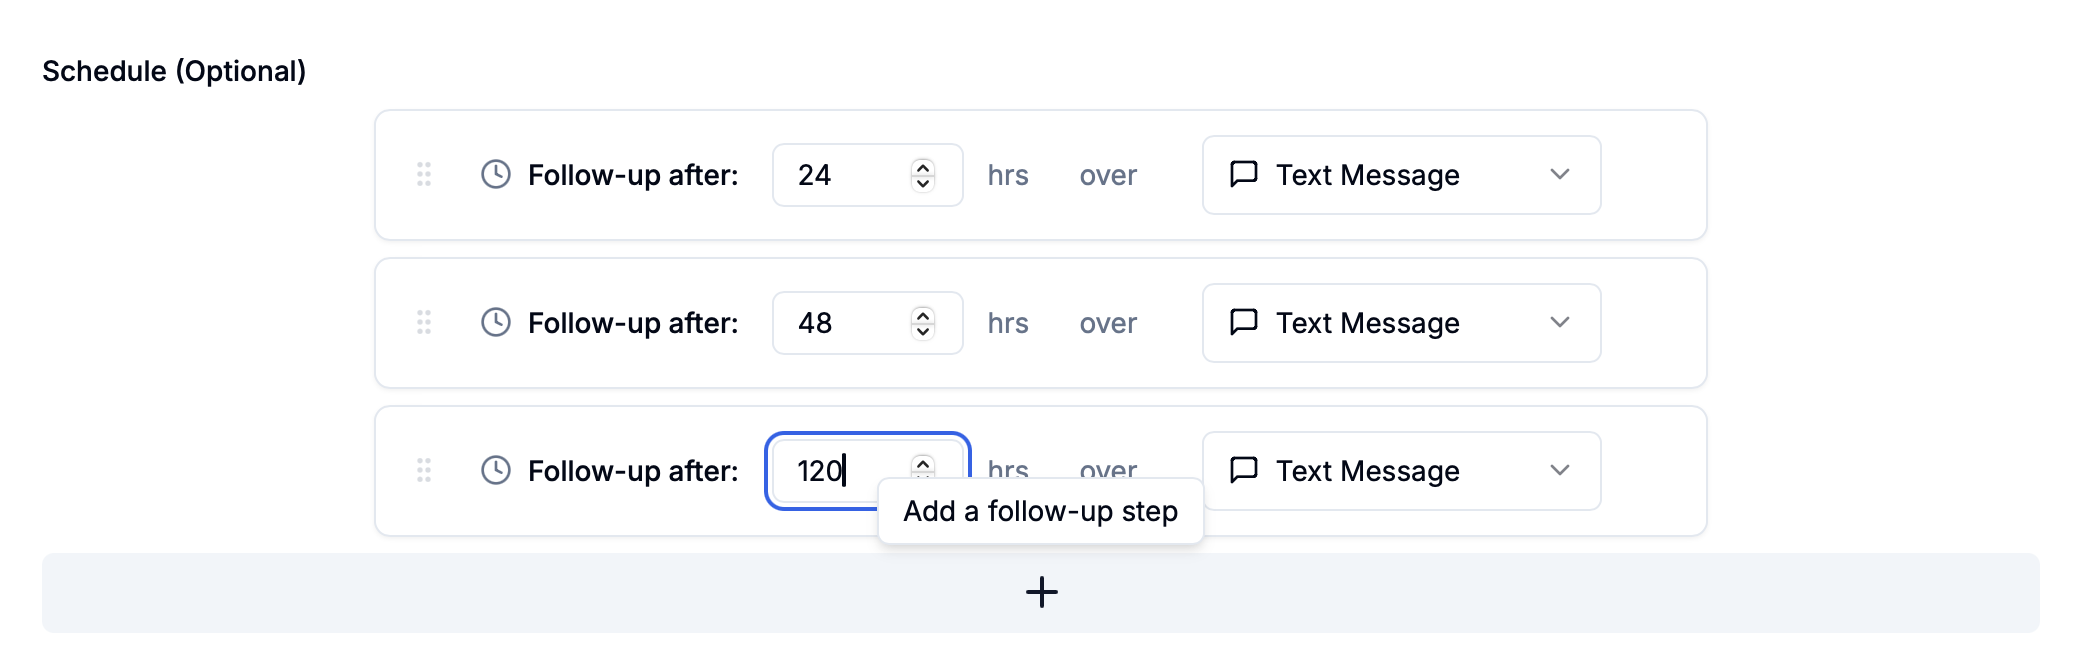 Schedule (Optional)
Follow-up after: 24 hrs over Text Message
Follow-up after: 48 hrs over Text Message
Follow-up after: 120 hrs over Text Message
Add a follow-up step